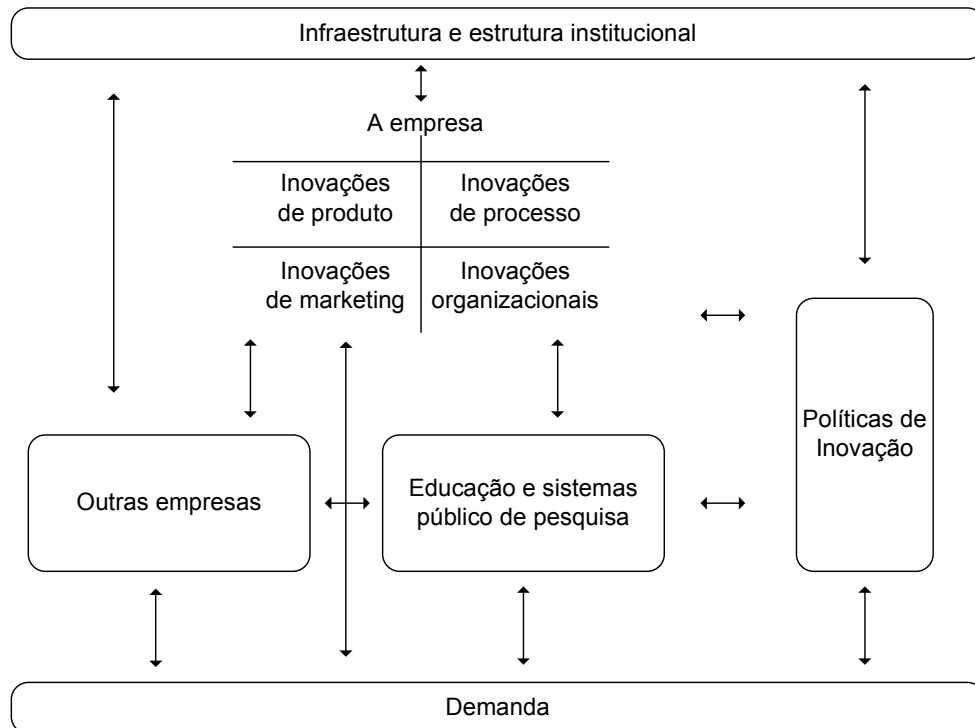 Infraestrutura e estrutura institucional
A empresa
Inovações
de produto
Inovações
de processo
Inovações
de marketing
Inovações
organizacionais
Políticas de
Inovação
Outras empresas
Educação e sistemas
público de pesquisa
Demanda